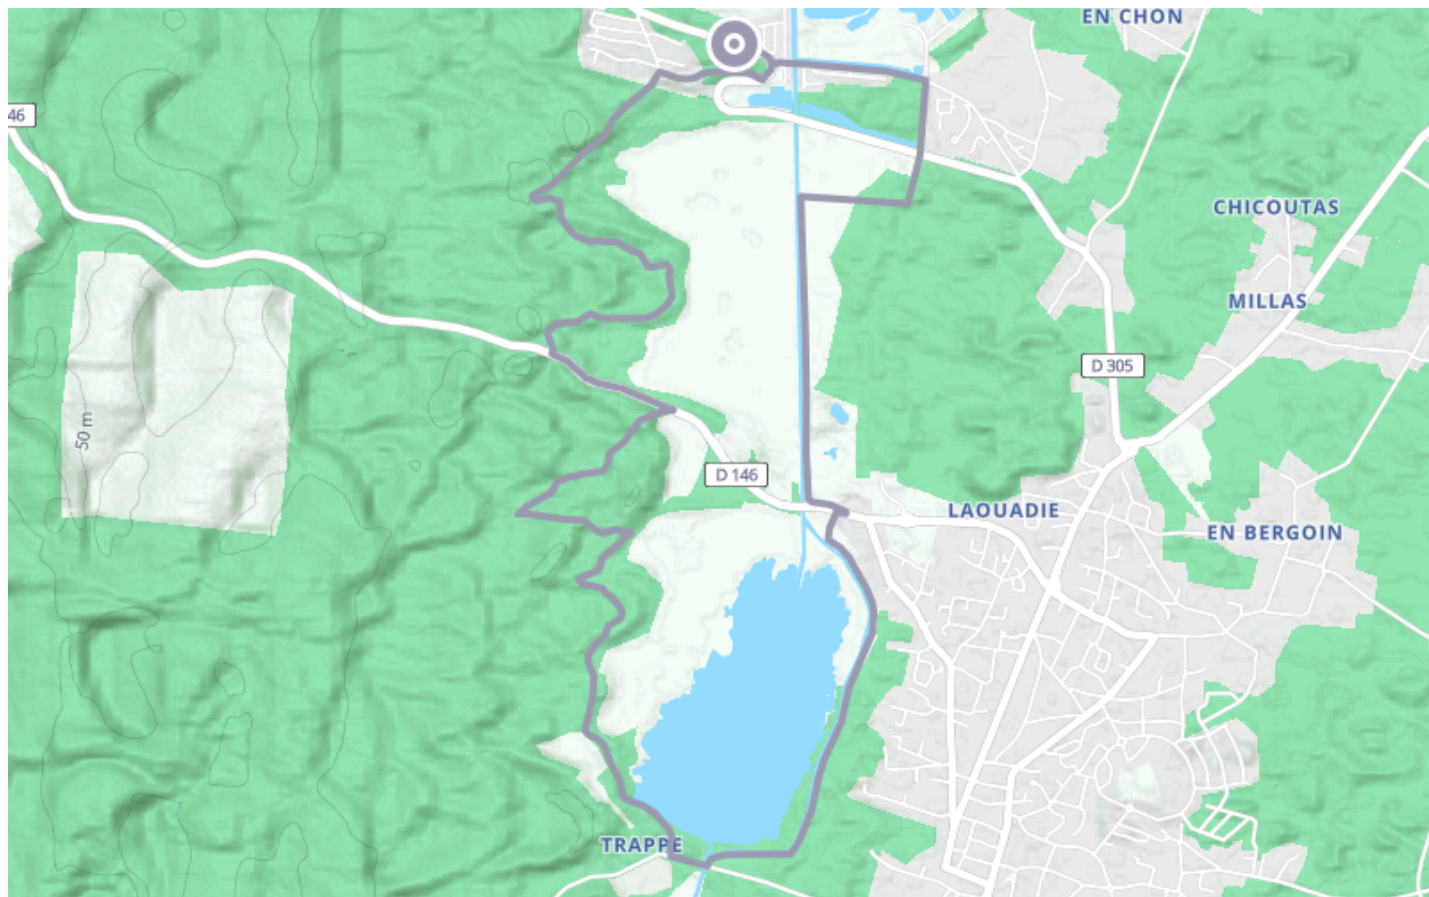 EN CHON
46
CHICOUTAS
MILLAS
D 305
50 m
D 146
LAOUADIE
EN BERGOIN
TRAPPE